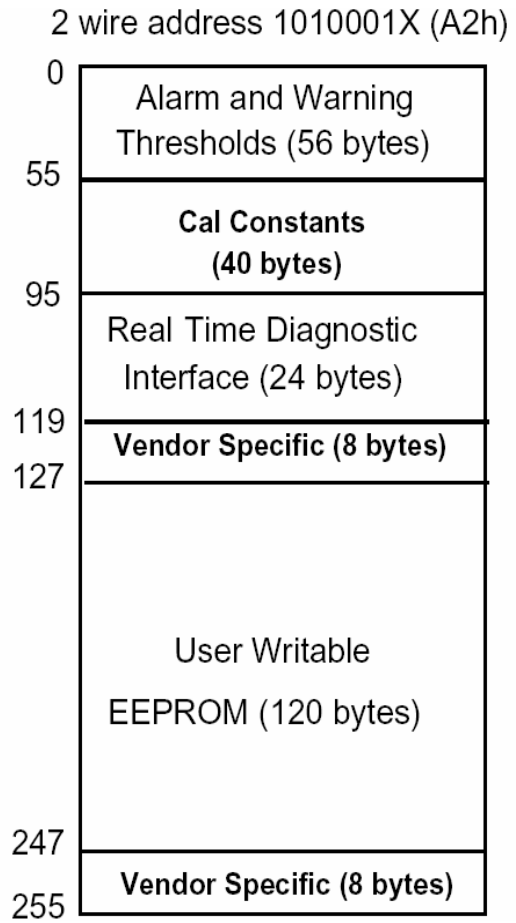 2 wire address 1010001X (A2h)
0
Alarm and Warning
Thresholds (56 bytes)
55
Cal Constants
(40 bytes)
95
Real Time Diagnostic
Interface (24 bytes)
119
Vendor Specific (8 bytes)
127
User Writable
EEPROM (120 bytes)
247
Vendor Specific (8 bytes)
255